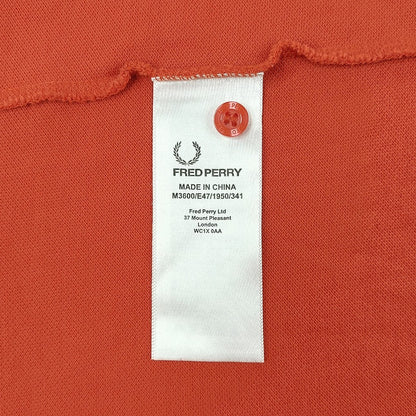 FRED PERRY
MADE IN CHINA
M3600/E47/1950/341
Fred Perry Ltd
37 Mount Pleasant
London
WC1X 0AA